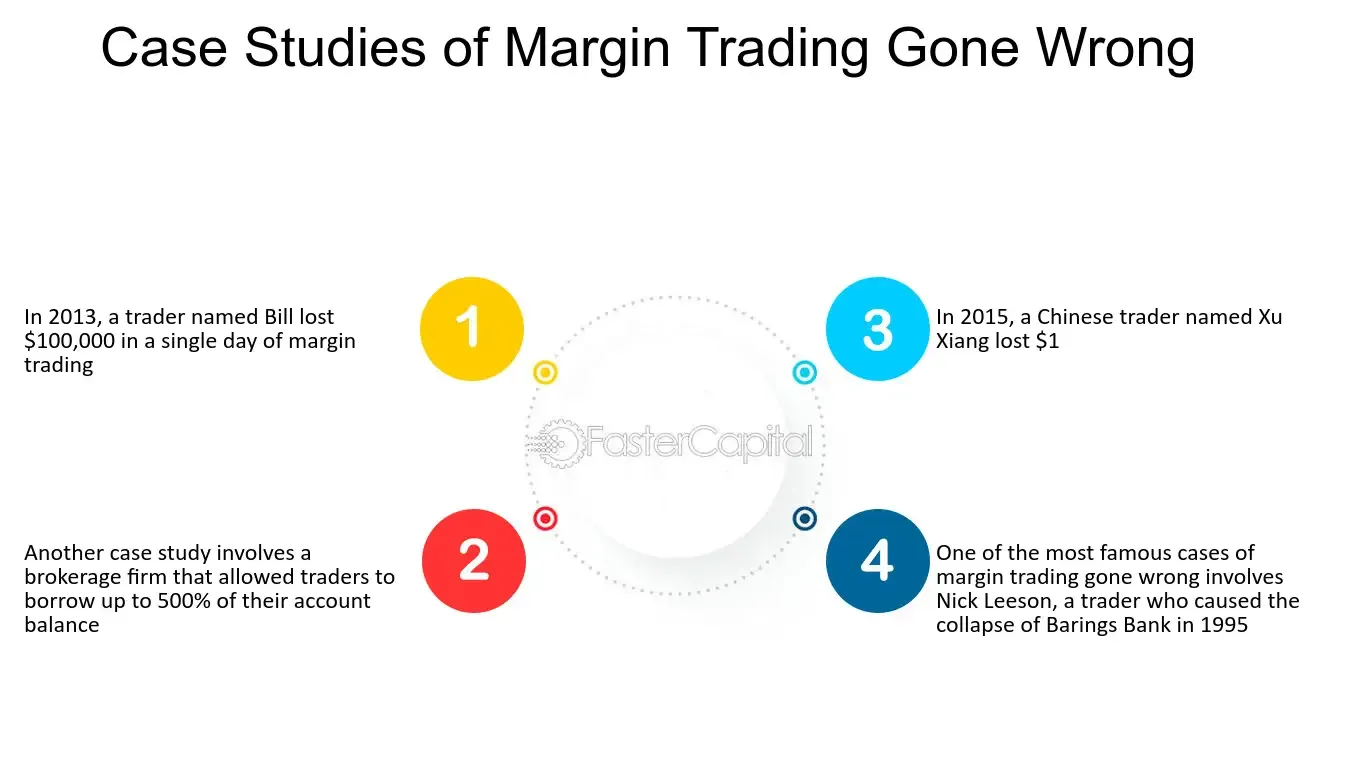 Case Studies of Margin Trading Gone Wrong
1
In 2013, a trader named Bill lost
$100,000 in a single day of margin
trading
2
Another case study involves a
brokerage firm that allowed traders to
borrow up to 500% of their account
balance
3
In 2015, a Chinese trader named Xu
Xiang lost $1
4
One of the most famous cases of
margin trading gone wrong involves
Nick Leeson, a trader who caused the
collapse of Barings Bank in 1995
FasterCapital